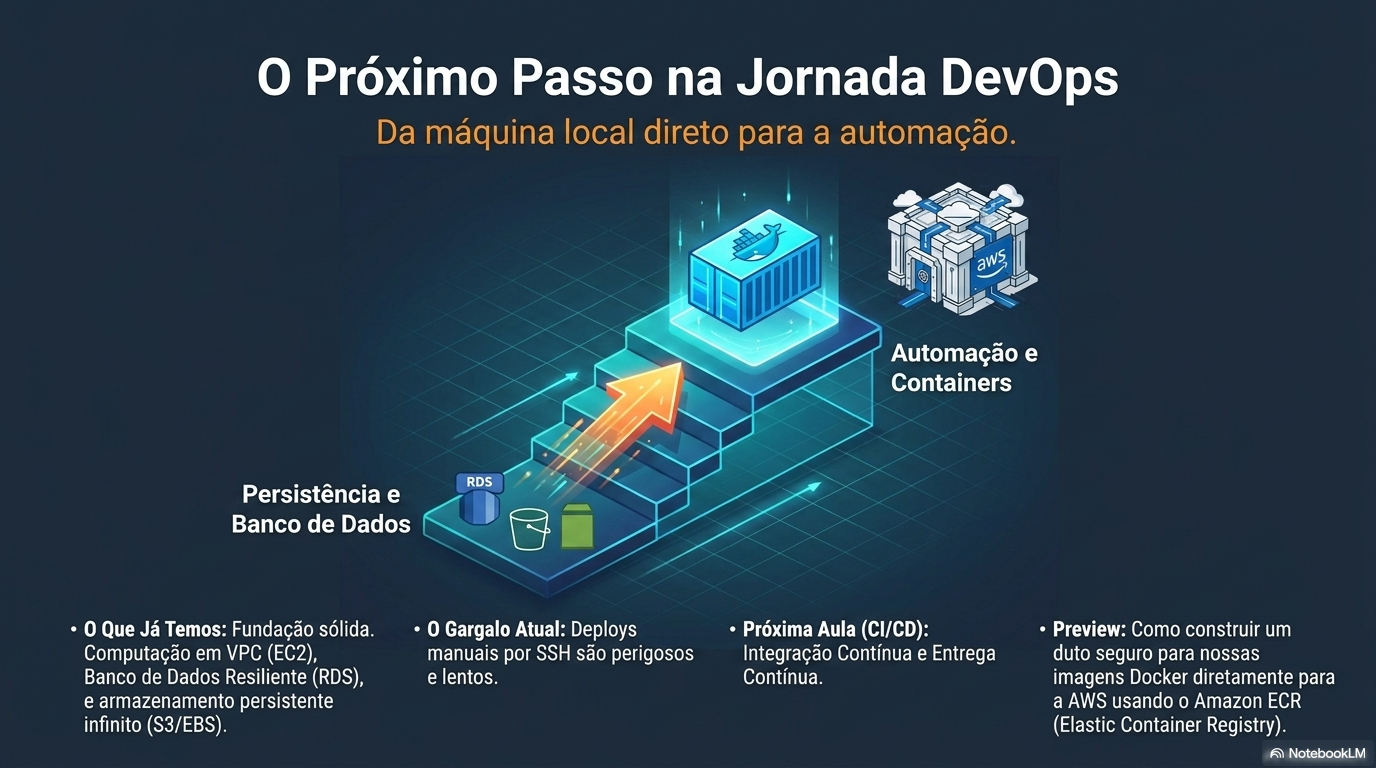 O Próximo Passo na Jornada DevOps
Da máquina local direto para a automação.
aws
Automação e
Containers
RDS
Persistência e
Banco de Dados
• O Que Já Temos: Fundação sólida.
Computação em VPC (EC2),
Banco de Dados Resiliente (RDS),
e armazenamento persistente
infinito (S3/EBS).
• O Gargalo Atual: Deploys
manuais por SSH são perigosos
e lentos.
• Próxima Aula (CI/CD):
Integração Contínua e Entrega
Contínua.
• Preview: Como construir um
duto seguro para nossas
imagens Docker diretamente para
a AWS usando o Amazon ECR
(Elastic Container Registry).
NotebookLM